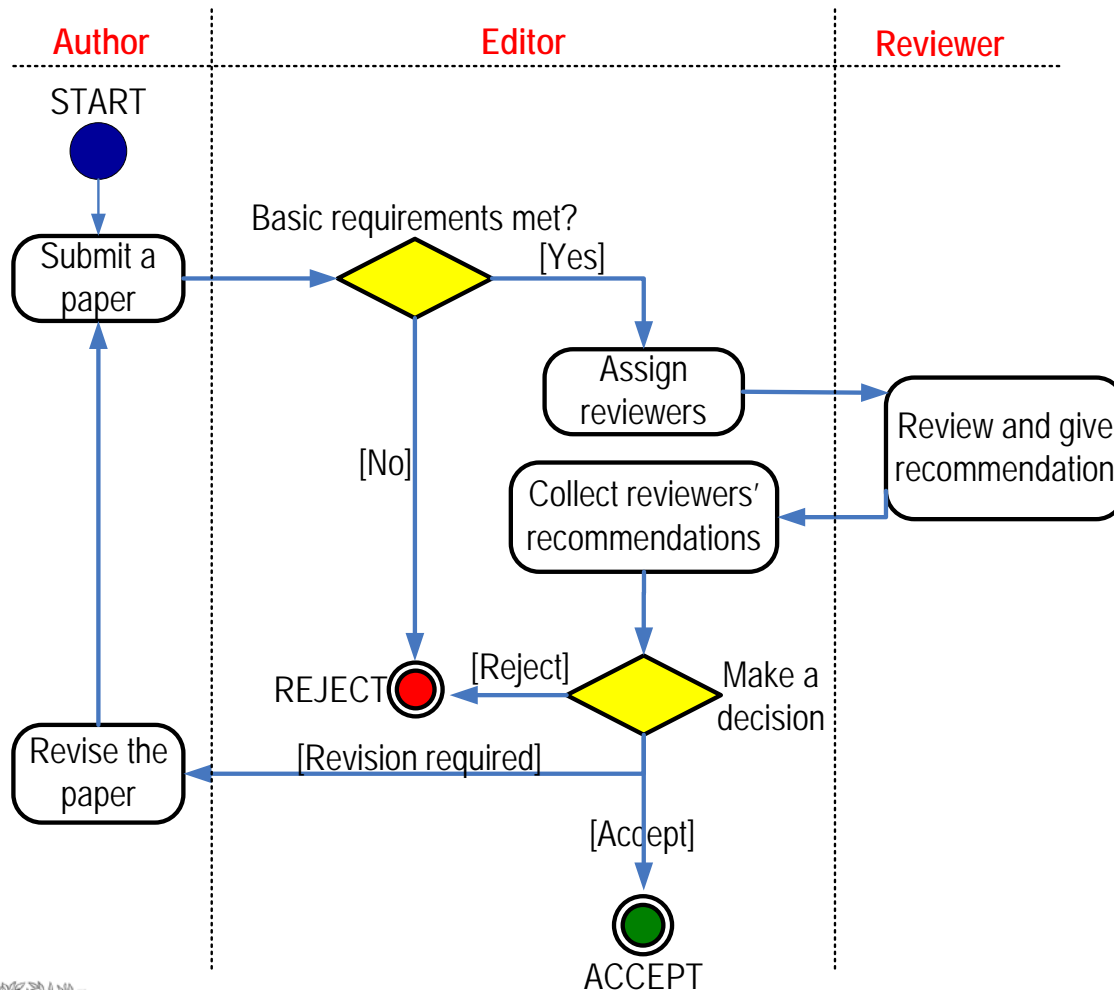 Author
Editor
Reviewer
START
Basic requirements met?
[Yes]
Submit a
paper
Assign
reviewers
Review and give
recommendation
[No]
Collect reviewers'
recommendations
[Reject]
Make a
decision
REJECT
Revise the
paper
[Revision required]
[Accept]
ACCEPT